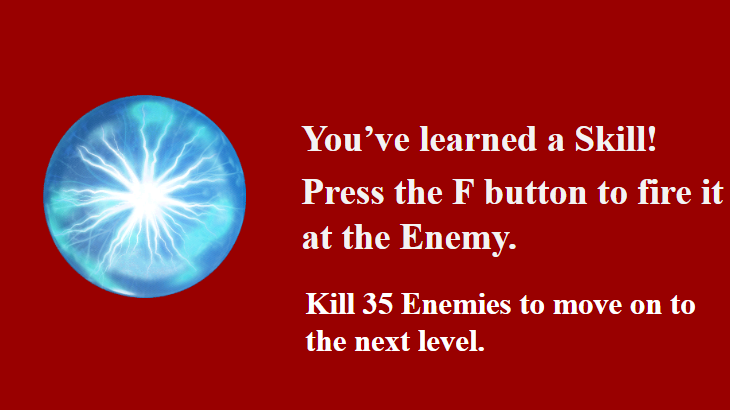 You’ve learned a Skill!
Press the F button to fire it
at the Enemy.
Kill 35 Enemies to move on to
the next level.